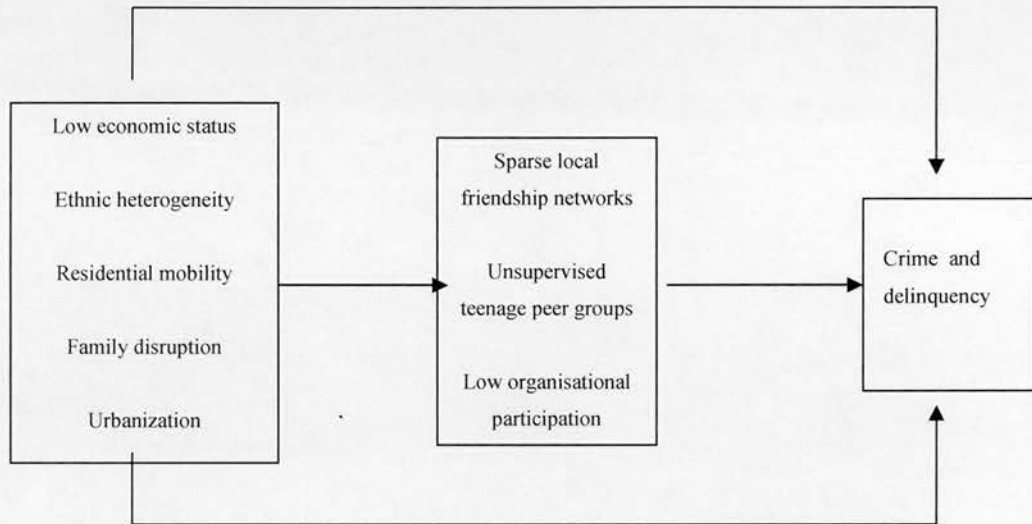 Low economic status
Ethnic heterogeneity
Residential mobility
Family disruption
Urbanization
Sparse local
friendship networks
Unsupervised
teenage peer groups
Low organisational
participation
Crime and
delinquency